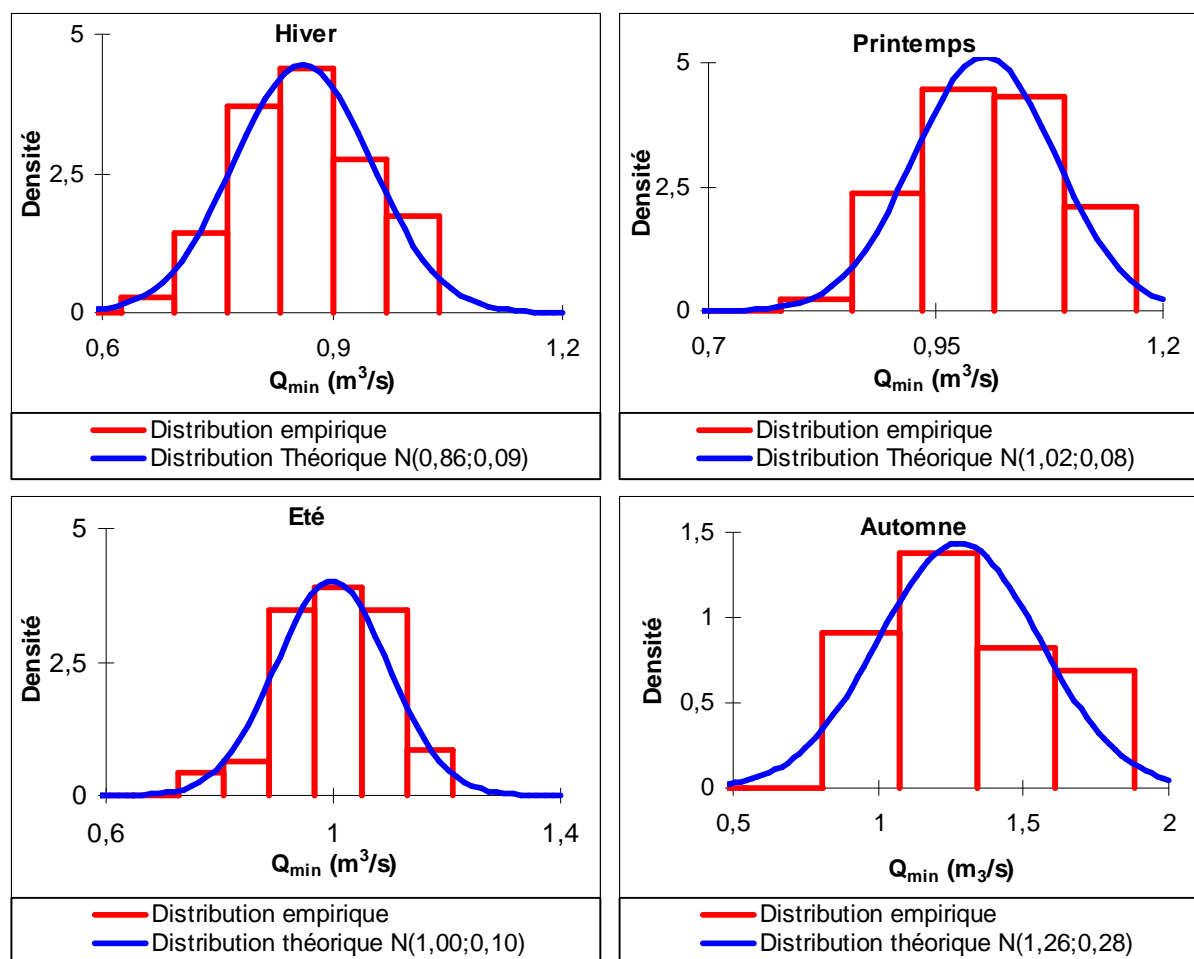 Hiver
5
2,5
0
Densité
0,6
0,9
1,2
Qmin (m³/s)
Distribution empirique
Distribution Théorique N(0,86;0,09)
Printemps
5
2,5
0
Densité
0,7
0,95
1,2
Qmin (m³/s)
Distribution empirique
Distribution Théorique N(1,02;0,08)
Eté
5
2,5
0
Densité
0,6
1
1,4
Qmin (m³/s)
Distribution empirique
Distribution théorique N(1,00;0,10)
Automne
1,5
1
0,5
0
Densité
0,5
1
1,5
2
Qmin (m₃/s)
Distribution empirique
Distribution théorique N(1,26;0,28)